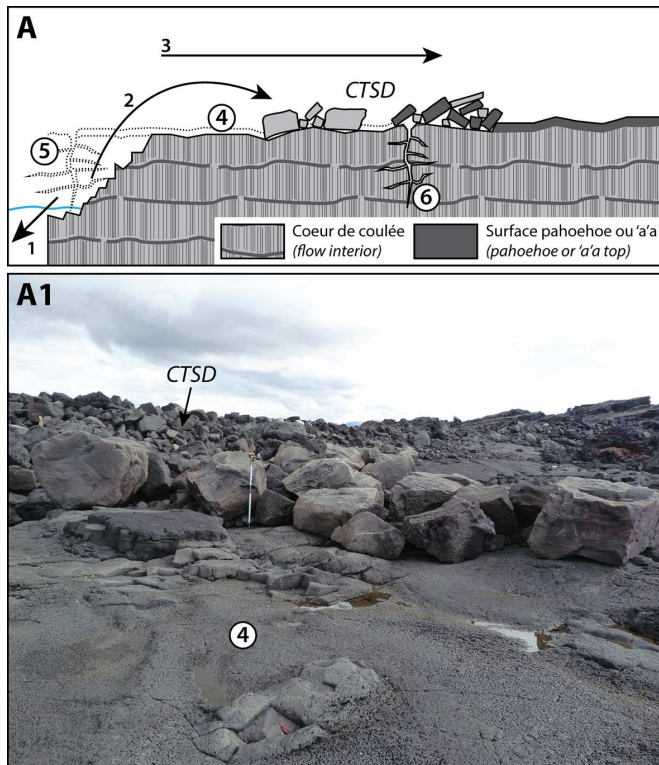 A
3
2
CTSD
4
5
6
1
Coeur de coulée
(flow interior)
Surface pahoehoe ou 'a'a
(pahoehoe or 'a'a top)
A1
CTSD
4